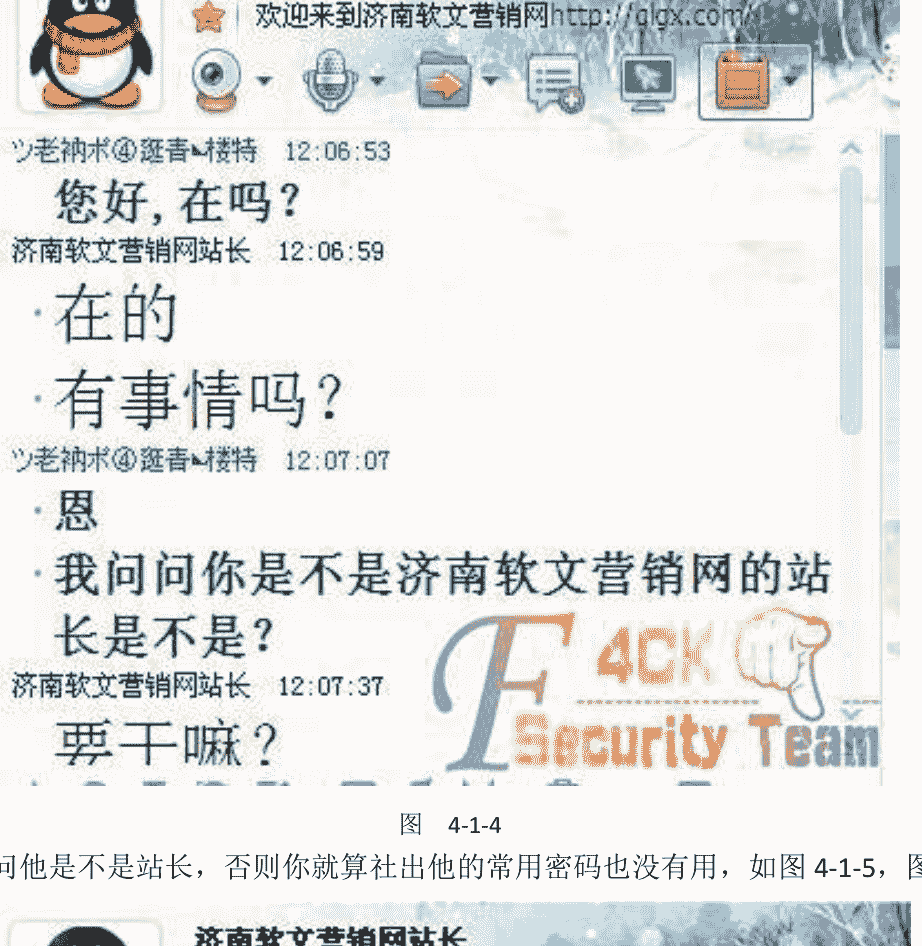 欢迎来到济南软文营销网http://qlgx.com/
ツ老衲ポ④逛青☯楼特 12:06:53
您好,在吗?
济南软文营销网站长 12:06:59
在的
有事情吗?
ツ老衲ポ④逛青☯楼特 12:07:07
恩
我问问你是不是济南软文营销网的站
长是不是?
济南软文营销网站长 12:07:37
要干嘛?
F4CK
Security Team
图 4-1-4
问他是不是站长，否则你就算社出他的常用密码也没有用，如图 4-1-5，图
济南软文营销网站长